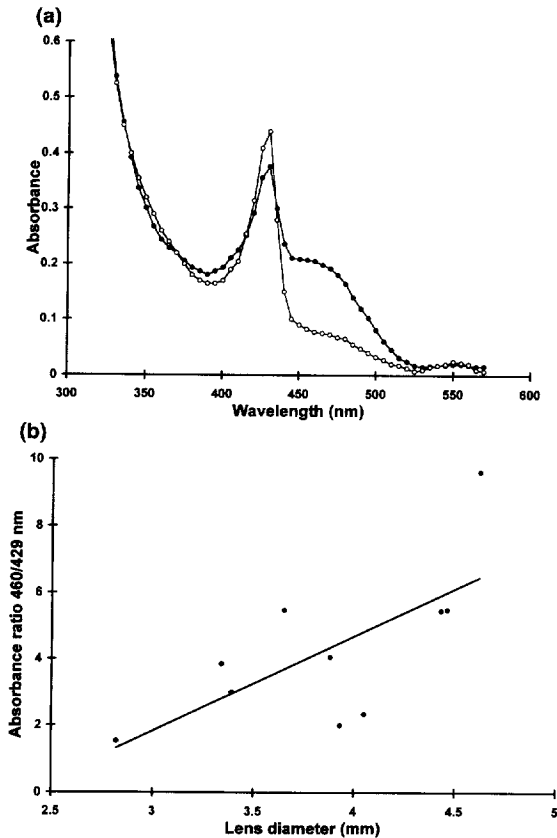 (a)
0.6
0.5
0.4
0.3
0.2
0.1
0
Absorbance
300 350 400 450 500 550 600
Wavelength (nm)
(b)
10
8
6
4
2
0
Absorbance ratio 460/429 nm
2.5 3 3.5 4 4.5 5
Lens diameter (mm)